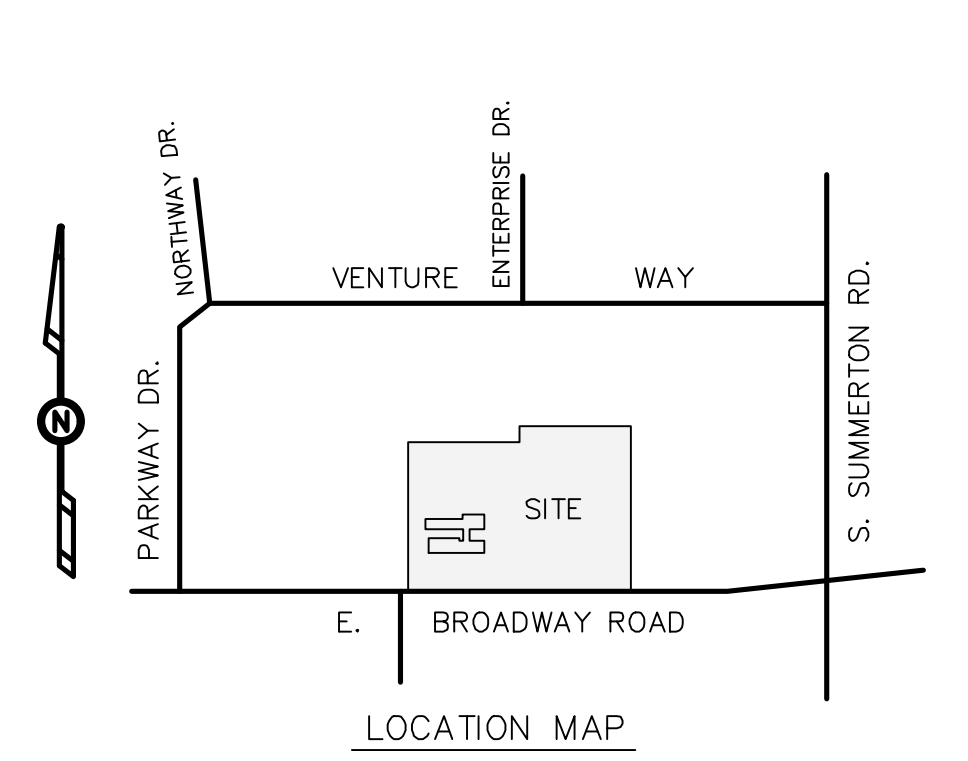 NORTHWAY DR.
ENTERPRISE DR.
VENTURE WAY
S. SUMMERTON RD.
PARKWAY DR.
N
SITE
E. BROADWAY ROAD
LOCATION MAP